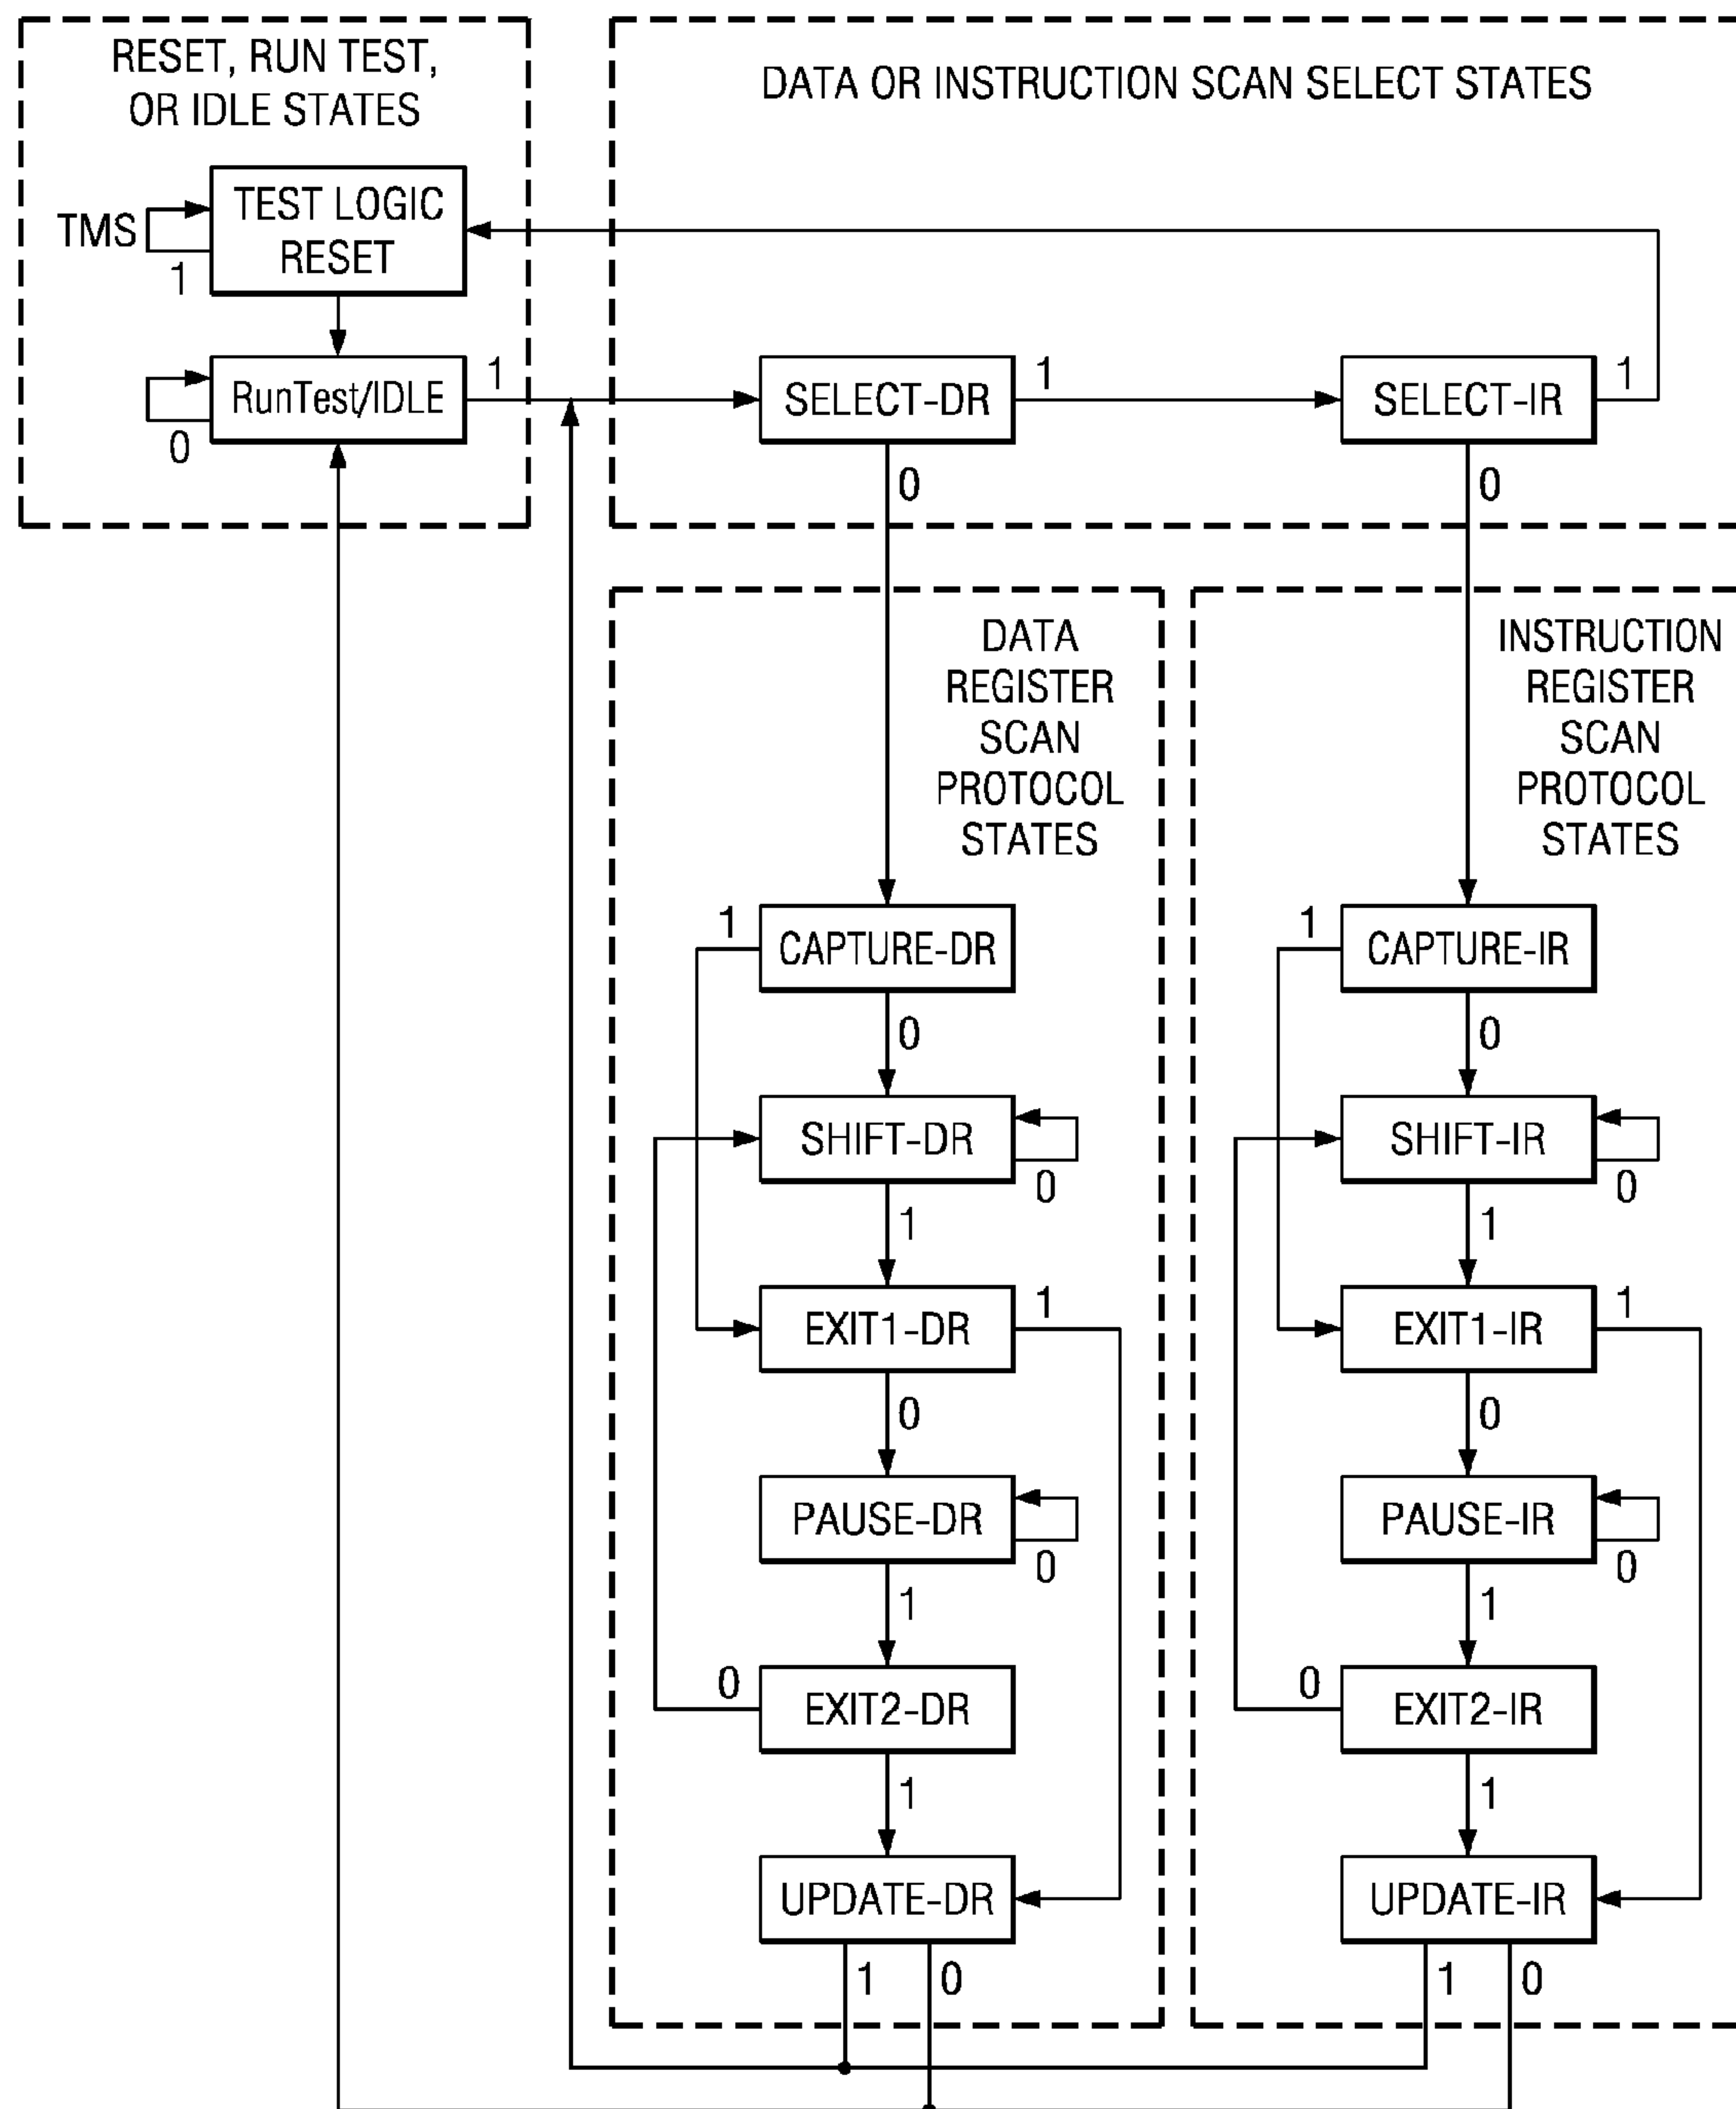 RESET, RUN TEST,
OR IDLE STATES
DATA OR INSTRUCTION SCAN SELECT STATES
TEST LOGIC
RESET
TMS
1
RunTest/IDLE
1
0
SELECT-DR
1
0
SELECT-IR
1
0
DATA
REGISTER
SCAN
PROTOCOL
STATES
1
CAPTURE-DR
0
SHIFT-DR
0
1
EXIT1-DR
1
0
PAUSE-DR
0
1
0
EXIT2-DR
1
UPDATE-DR
1
0
INSTRUCTION
REGISTER
SCAN
PROTOCOL
STATES
1
CAPTURE-IR
0
SHIFT-IR
0
1
EXIT1-IR
1
0
PAUSE-IR
0
1
0
EXIT2-IR
1
UPDATE-IR
1
0